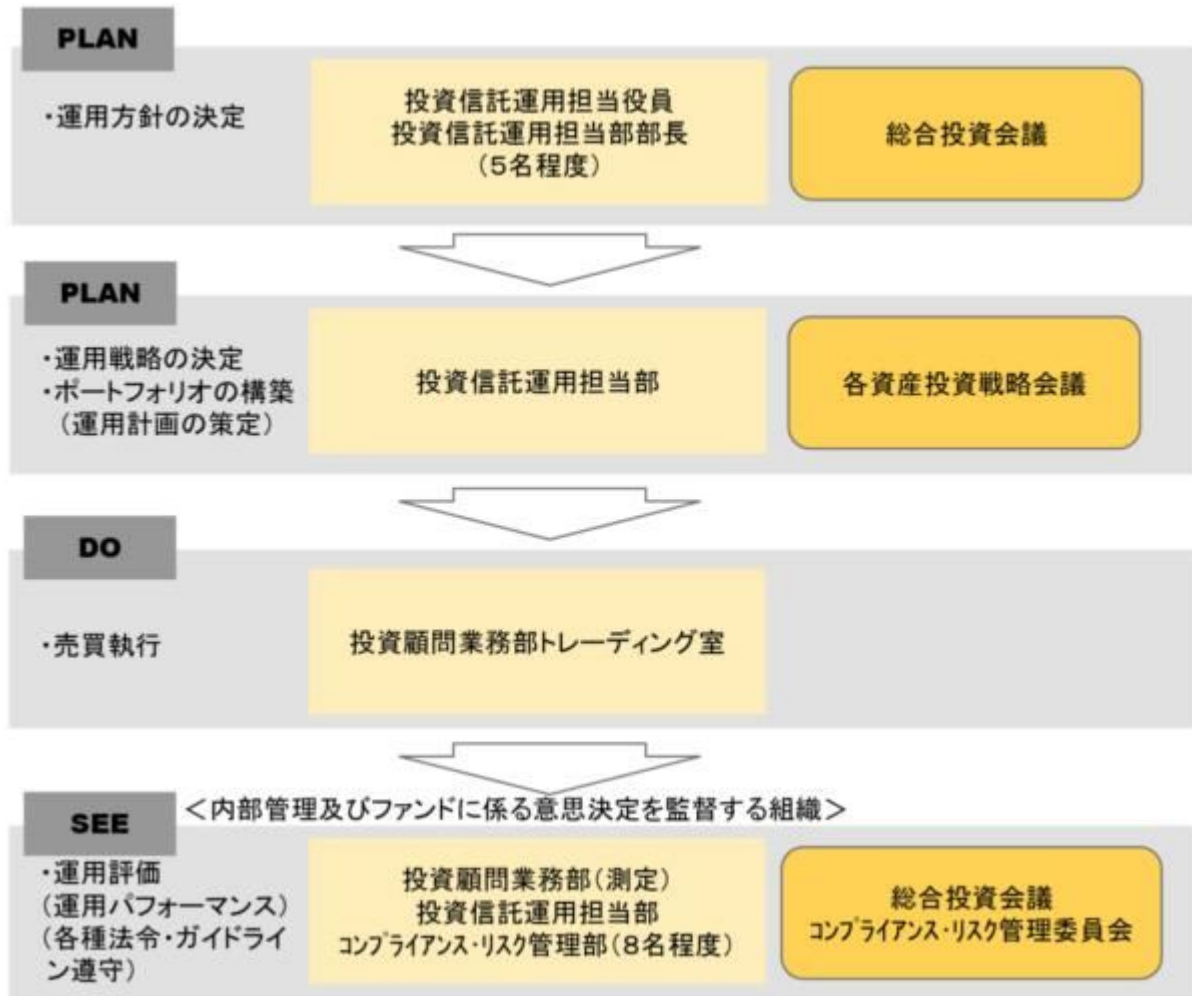 PLAN
・運用方針の決定
投資信託運用担当役員
投資信託運用担当部部長
(5名程度)
総合投資会議
PLAN
・運用戦略の決定
・ポートフォリオの構築
(運用計画の策定)
投資信託運用担当部
各資産投資戦略会議
DO
・売買執行
投資顧問業務部トレーディング室
<内部管理及びファンドに係る意思決定を監督する組織>
SEE
・運用評価
(運用パフォーマンス)
(各種法令・ガイドライ
ン遵守)
投資顧問業務部(測定)
投資信託運用担当部
コンプライアンス・リスク管理部(8名程度)
総合投資会議
コンプライアンス・リスク管理委員会